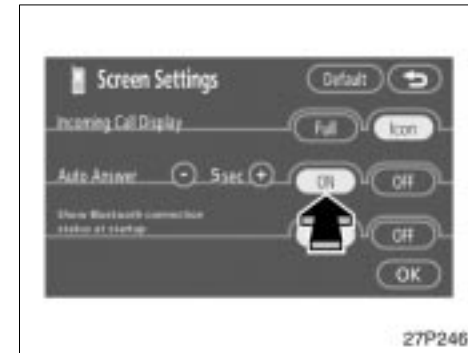 Screen Settings Default
Incoming Call Display Full Icon
Auto Answer - 5sec + ON OFF
Show Bluetooth connection
status at startup OFF
OK
27P246